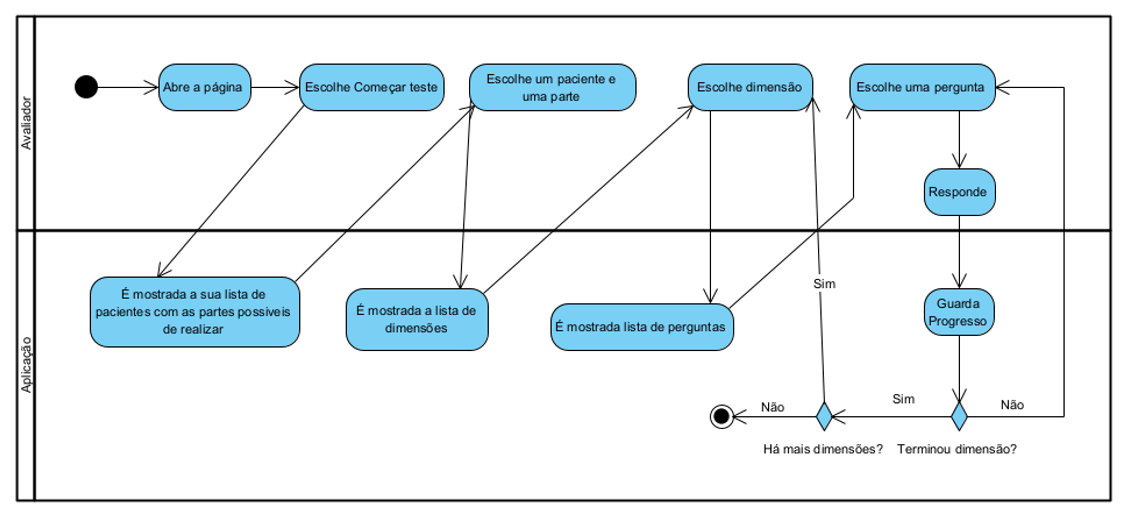 Avaliador
Abre a página
Escolhe Começar teste
Escolhe um paciente e
uma parte
Escolhe dimensão
Escolhe uma pergunta
Responde
Aplicação
É mostrada a sua lista de
pacientes com as partes possiveis
de realizar
É mostrada a lista de
dimensões
É mostrada lista de perguntas
Sim
Guarda
Progresso
Não
Sim
Não
Há mais dimensões?
Terminou dimensão?